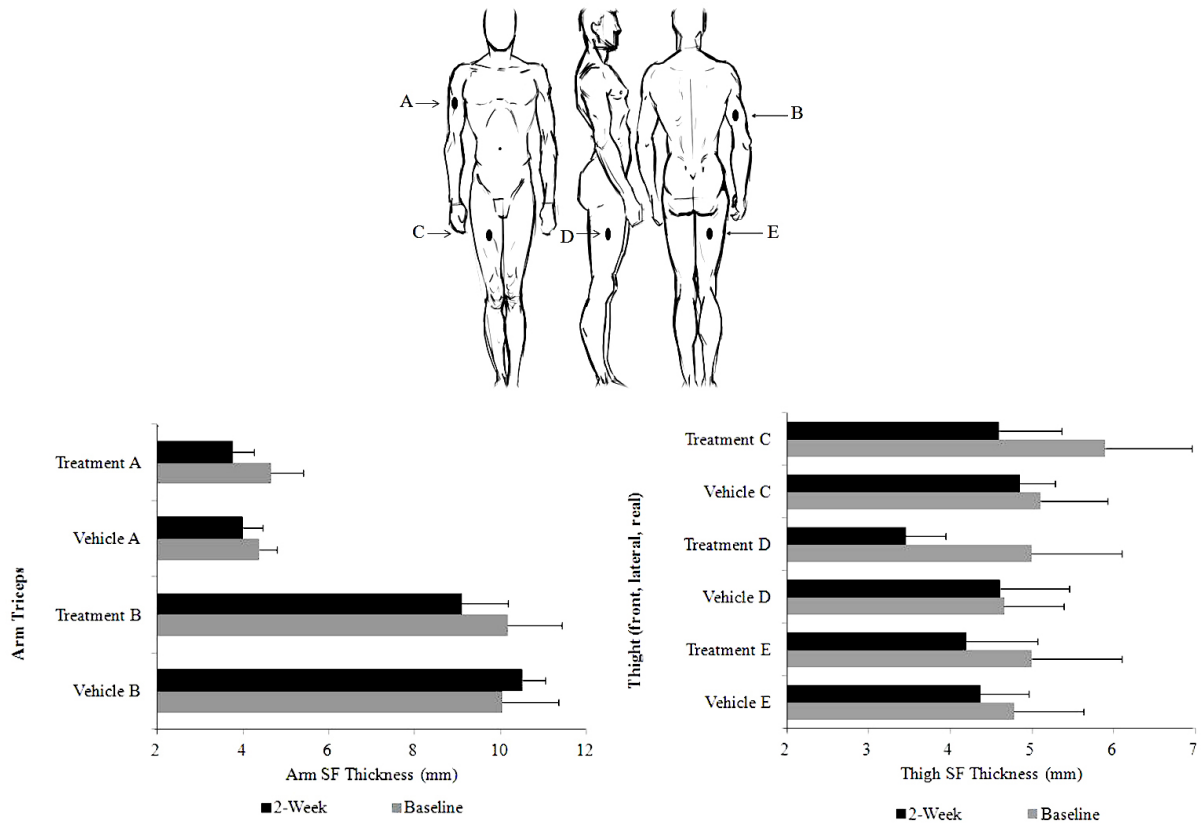 A
B
C
D
E
Treatment A
Vehicle A
Treatment B
Vehicle B
Arm Triceps
2 4 6 8 10 12
Arm SF Thickness (mm)
2-Week Baseline
Treatment C
Vehicle C
Treatment D
Vehicle D
Treatment E
Vehicle E
Thight (front, lateral, real)
2 3 4 5 6 7
Thigh SF Thickness (mm)
2-Week Baseline